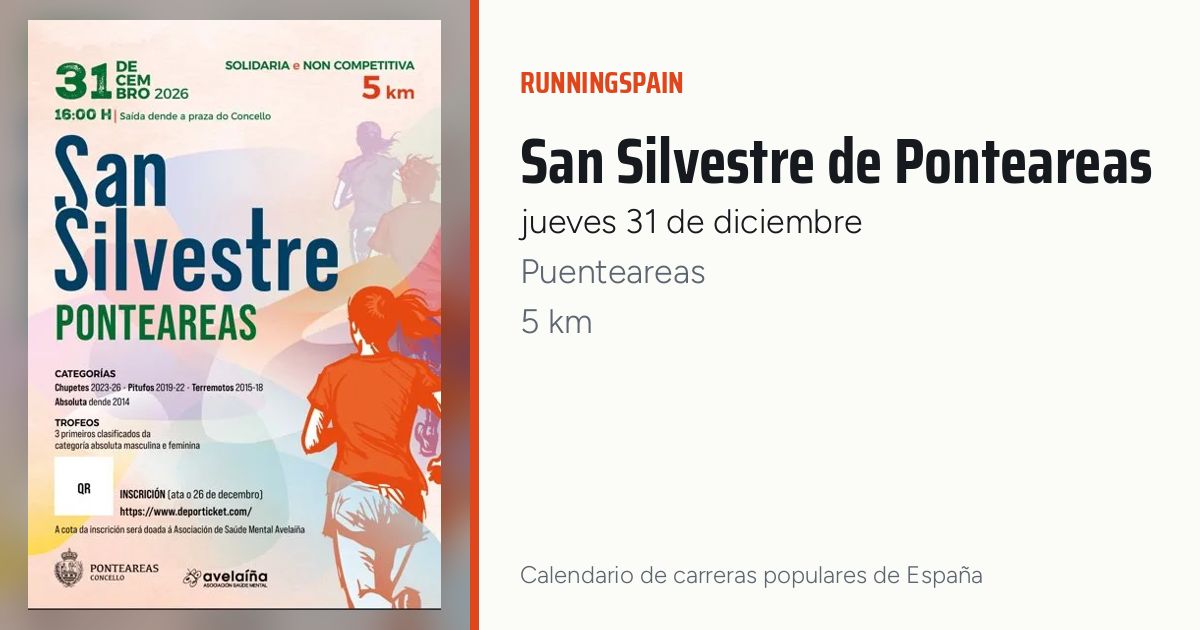 31 DE
CEM
BRO 2026
SOLIDARIA e NON COMPETITIVA
5 km
16:00 H | Saída dende a praza do Concello
San
Silvestre
PONTEAREAS
CATEGORÍAS
Chupetes 2023-26 · Pitufos 2019-22 · Terremotos 2015-18
Absoluta dende 2014
TROFEOS
3 primeiros clasificados da
categoría absoluta masculina e feminina
QR
INSCRICIÓN (ata o 26 de decembro)
https://www.deporticket.com/
A cota da inscrición será doada á Asociación de Saúde Mental Avelaíña
PONTEAREAS
CONCELLO
avelaíña
ASOCIACIÓN SAÚDE MENTAL
RUNNINGSPAIN
San Silvestre de Ponteareas
jueves 31 de diciembre
Puenteareas
5 km
Calendario de carreras populares de España